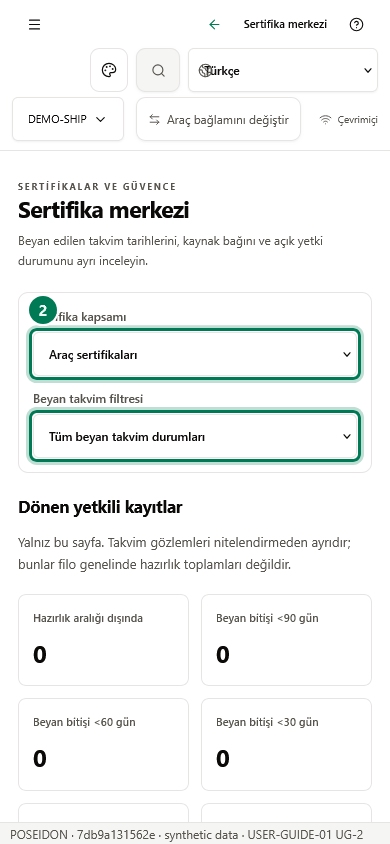 Sertifika merkezi
Türkçe
DEMO-SHIP
Araç bağlamını değiştir
Çevrimiçi
SERTİFİKALAR VE GÜVENCE
Sertifika merkezi
Beyan edilen takvim tarihlerini, kaynak bağını ve açık yetki
durumunu ayrı inceleyin.
2
fika kapsamı
Araç sertifikaları
Beyan takvim filtresi
Tüm beyan takvim durumları
Dönen yetkili kayıtlar
Yalnız bu sayfa. Takvim gözlemleri nitelendirmeden ayrıdır;
bunlar filo genelinde hazırlık toplamları değildir.
Hazırlık aralığı dışında
0
Beyan bitişi <90 gün
0
Beyan bitişi <60 gün
0
Beyan bitişi <30 gün
0
POSEIDON · 7db9a131562e · synthetic data · USER-GUIDE-01 UG-2